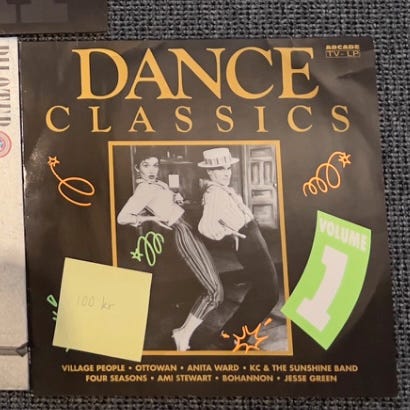 ARCADE
TV-LP
DANCE
CLASSICS
VOLUME
1
100 kr
VILLAGE PEOPLE • OTTOWAN • ANITA WARD • KC & THE SUNSHINE BAND
FOUR SEASONS • AMI STEWART • BOHANNON • JESSE GREEN